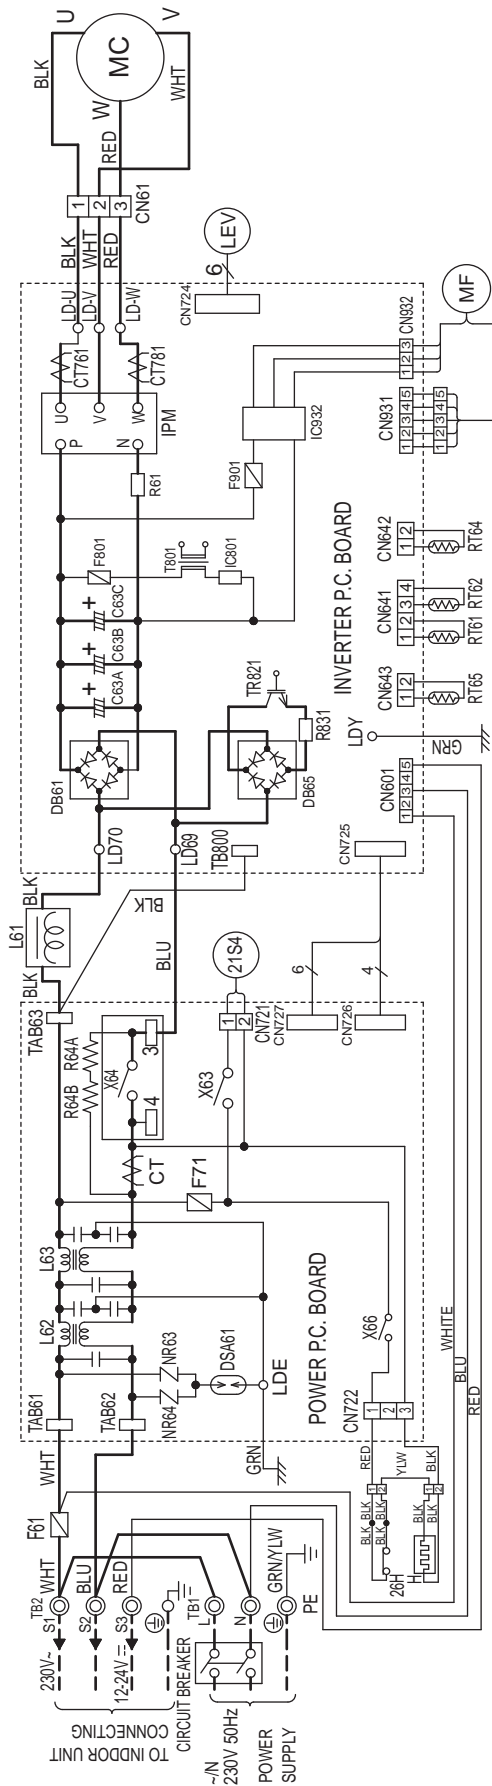 U
V
MC
W
BLK
RED
WHT
1
2
3
CN61
BLK
WHT
RED
LD-U
LD-V
LD-W
CT761
CT781
U
V
W
P
N
IPM
R61
LEV
6
CN724
MF
CN932
1 2 3
CN931
1 2 3 4 5
1 2 3 4 5
IC932
F901
F801
T801
IC801
C63A
C63B
C63C
+
+
+
DB61
DB65
TR821
R831
INVERTER P.C. BOARD
CN642
1 2
RT64
CN641
1 2 3 4
RT61
RT62
CN643
1 2
RT65
LDY
GRN
CN601
1 2 3 4 5
LD70
LD69
TB800
CN725
L61
BLK
BLK
BLK
BLU
6
4
21S4
1
2
CN721
CN727
CN726
TAB63
R64A
R64B
X64
3
4
CT
X63
F71
L63
L62
NR63
NR64
DSA61
LDE
GRN
POWER P.C. BOARD
X66
CN722
1
2
3
TAB61
TAB62
WHT
F61
RED
YLW
BLK
1
2
1
2
BLK
BLK
BLK
BLK
BLK
BLK
26H
H
WHITE
BLU
RED
TB2
S1
S2
S3
WHT
BLU
RED
230V~
12-24V
TO INDDOR UNIT
CONNECTING
CIRCUIT BREAKER
TB1
L
N
GRN/YLW
PE
~/N
230V 50Hz
POWER
SUPPLY